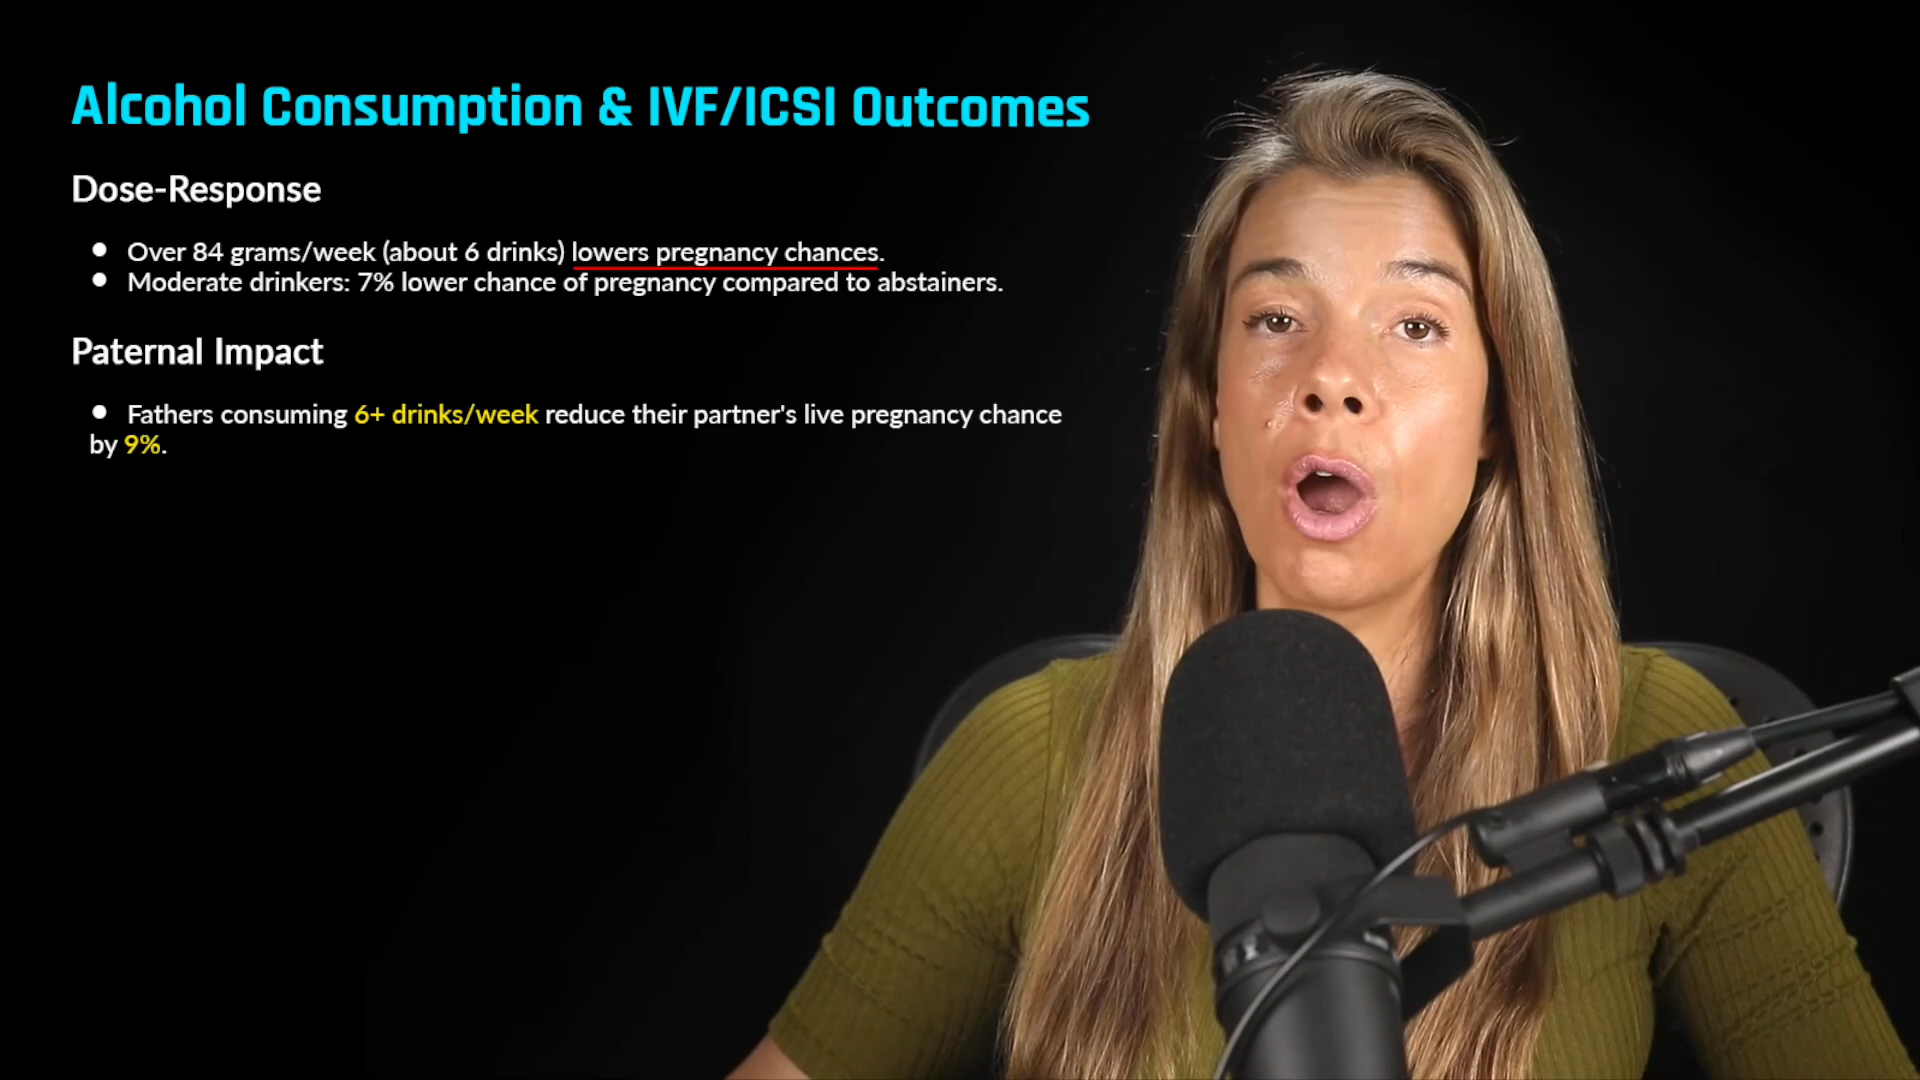 Alcohol Consumption & IVF/ICSI Outcomes
Dose-Response
● Over 84 grams/week (about 6 drinks) lowers pregnancy chances.
● Moderate drinkers: 7% lower chance of pregnancy compared to abstainers.
Paternal Impact
● Fathers consuming 6+ drinks/week reduce their partner's live pregnancy chance
by 9%.